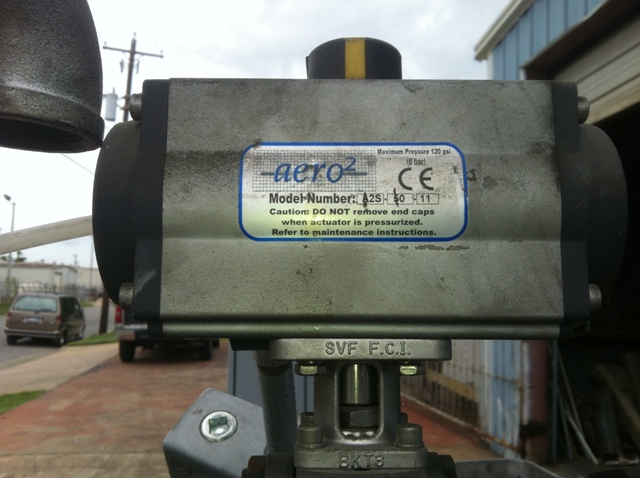 Maximum Pressure 120 psi
(8 bar)
aero²
CE
Model Number: A2S - 50 - 11
Caution: DO NOT remove end caps
when actuator is pressurized.
Refer to maintenance instructions.
SVF F.C.I.
BKT3